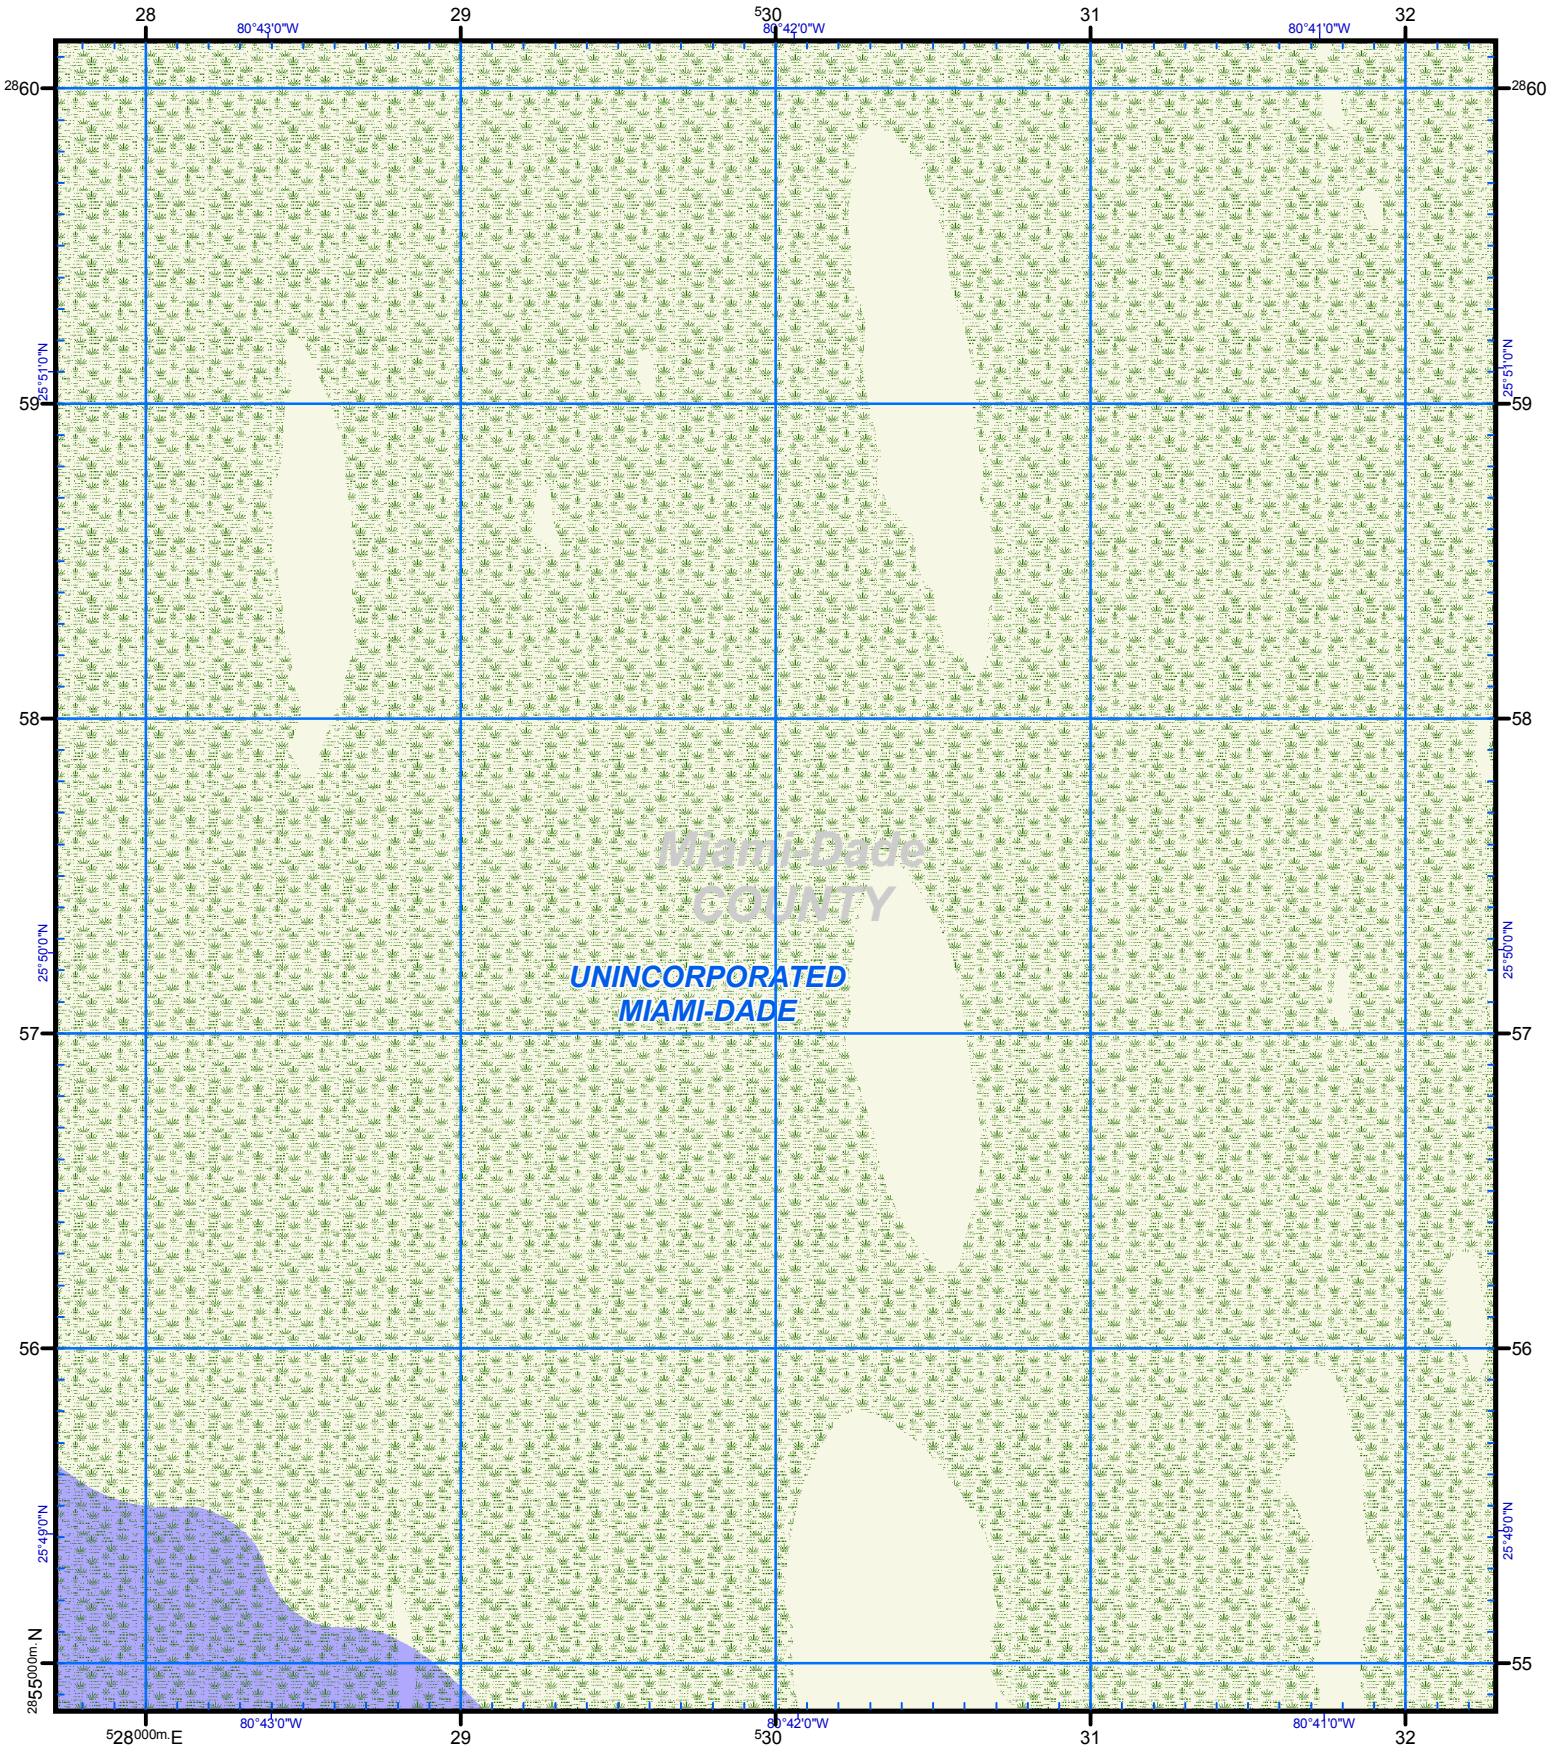 28 29 530 31 32
80°43'0"W 80°42'0"W 80°41'0"W
2860 2860
25°51'0"N 25°51'0"N
59 59
58 58
Miami-Dade
COUNTY
25°50'0"N 25°50'0"N
UNINCORPORATED
MIAMI-DADE
57 57
56 56
25°49'0"N 25°49'0"N
2855000m. N 55
80°43'0"W 80°42'0"W 80°41'0"W
528000m. E 29 530 31 32